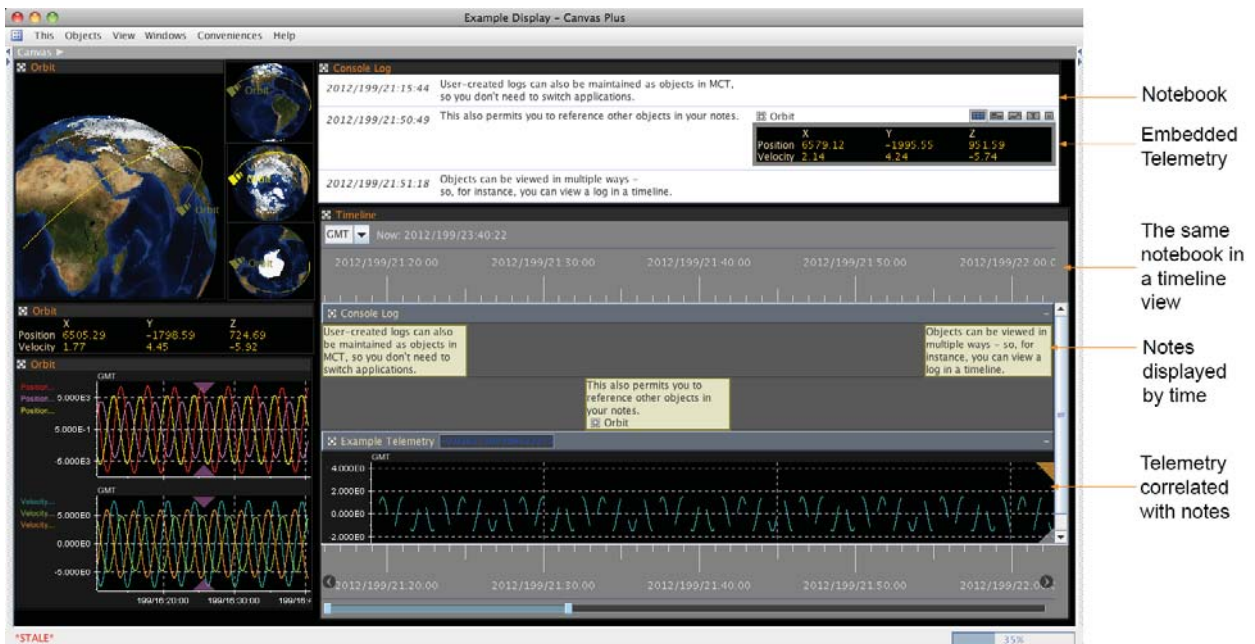 Example Display – Canvas Plus
This Objects View Windows Conveniences Help
Canvas
Orbit
Orbit
Orbit
Orbit
Console Log
2012/199/21:15:44 User-created logs can also be maintained as objects in MCT,
so you don't need to switch applications.
2012/199/21:50:49 This also permits you to reference other objects in your notes.
Orbit
X Y Z
Position 6579.12 -1995.55 951.59
Velocity 2.14 4.24 -5.74
2012/199/21:51:18 Objects can be viewed in multiple ways –
so, for instance, you can view a log in a timeline.
Timeline
GMT Now: 2012/199/23:40:22
2012/199/21:20:00 2012/199/21:30:00 2012/199/21:40:00 2012/199/21:50:00 2012/199/22:00:0
Orbit
X Y Z
Position 6505.29 -1798.59 724.69
Velocity 1.77 4.45 -5.92
Orbit
GMT
Position...
Position...
Position...
5.000E3
5.000E-1
-5.000E3
GMT
Velocity...
Velocity...
Velocity...
5.000E0
0.000E0
-5.000E0
199/16:20:00 199/16:30:00 199/16:4
Console Log
User-created logs can also
be maintained as objects in
MCT, so you don't need to
switch applications.
This also permits you to
reference other objects in
your notes.
Orbit
Objects can be viewed in
multiple ways – so, for
instance, you can view a
log in a timeline.
Example Telemetry
GMT
4.000E0
2.000E0
0.000E0
-2.000E0
2012/199/21:20:00 2012/199/21:30:00 2012/199/21:40:00 2012/199/21:50:00 2012/199/22:0
*STALE*
35%
Notebook
Embedded
Telemetry
The same
notebook in
a timeline
view
Notes
displayed
by time
Telemetry
correlated
with notes